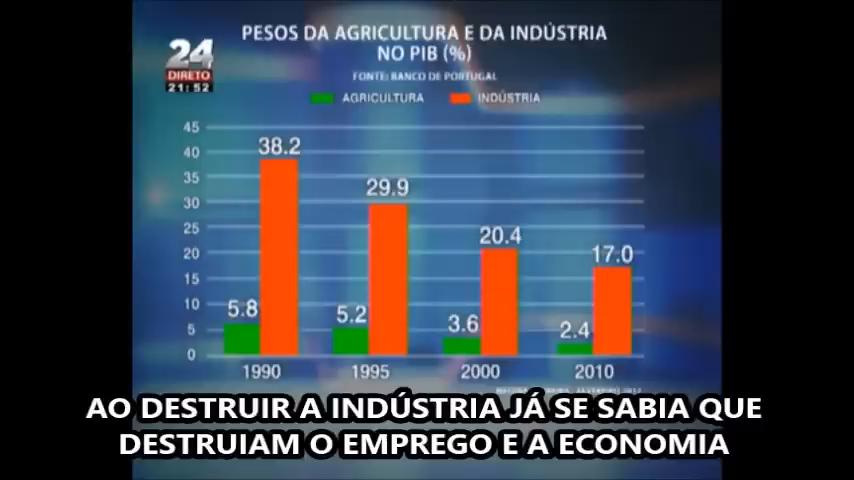 PESOS DA AGRICULTURA E DA INDÚSTRIA
NO PIB (%)
24
DIRETO
21:52
FONTE: BANCO DE PORTUGAL
AGRICULTURA INDÚSTRIA
45
40
35
30
25
20
15
10
5
0
5.8 38.2
5.2 29.9
3.6 20.4
2.4 17.0
1990 1995 2000 2010
AO DESTRUIR A INDÚSTRIA JÁ SE SABIA QUE
DESTRUIAM O EMPREGO E A ECONOMIA